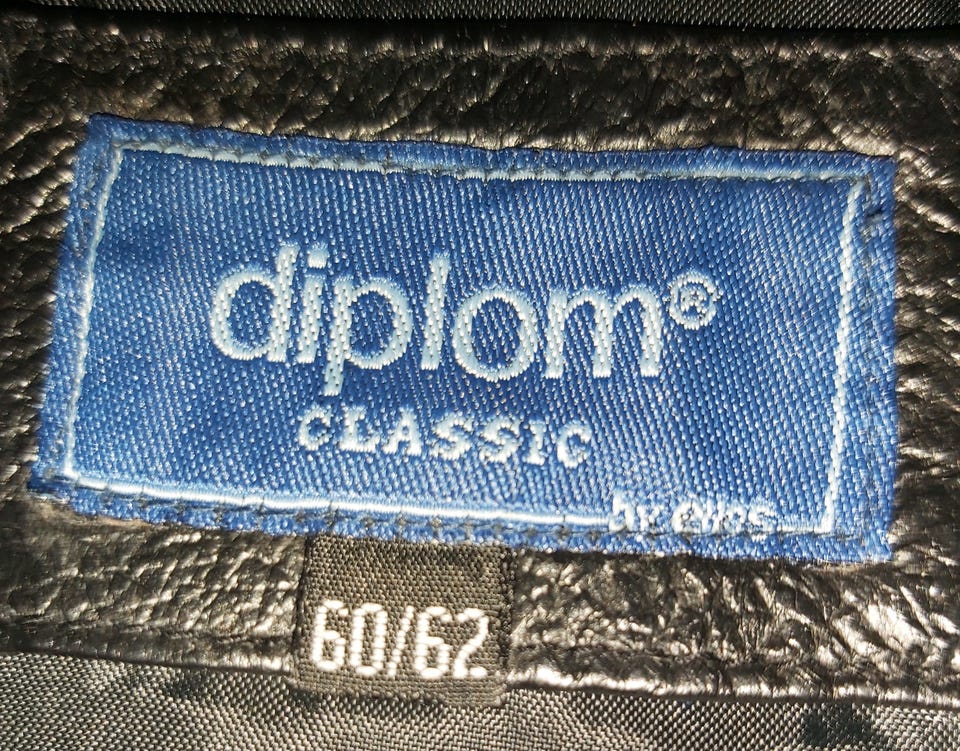 diplom®
CLASSIC
by
60/62